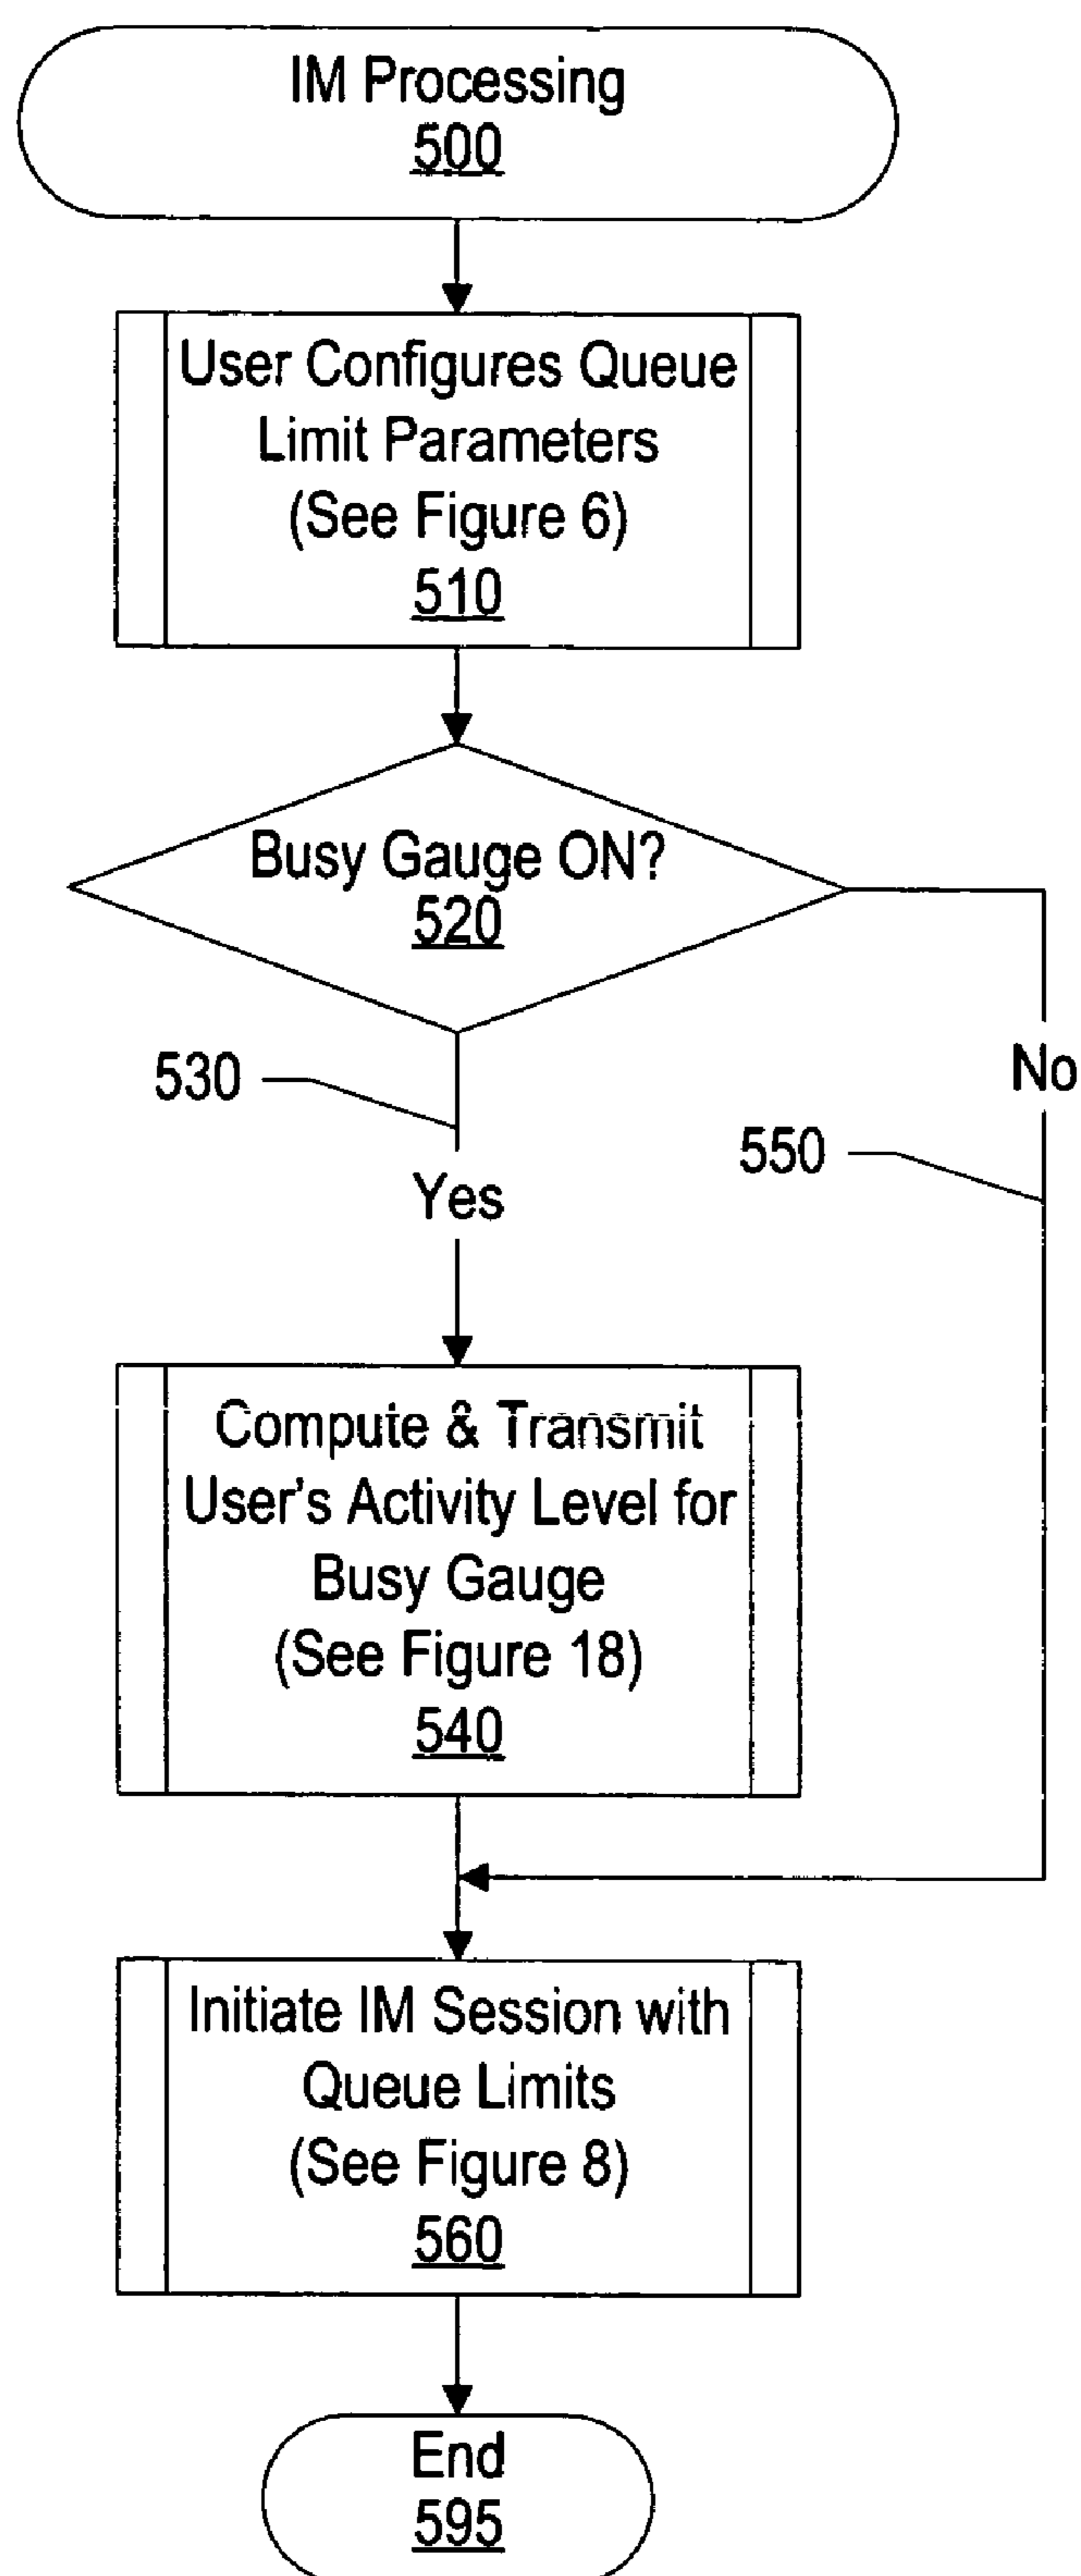 IM Processing
500
User Configures Queue
Limit Parameters
(See Figure 6)
510
Busy Gauge ON?
520
530
No
550
Yes
Compute & Transmit
User's Activity Level for
Busy Gauge
(See Figure 18)
540
Initiate IM Session with
Queue Limits
(See Figure 8)
560
End
595